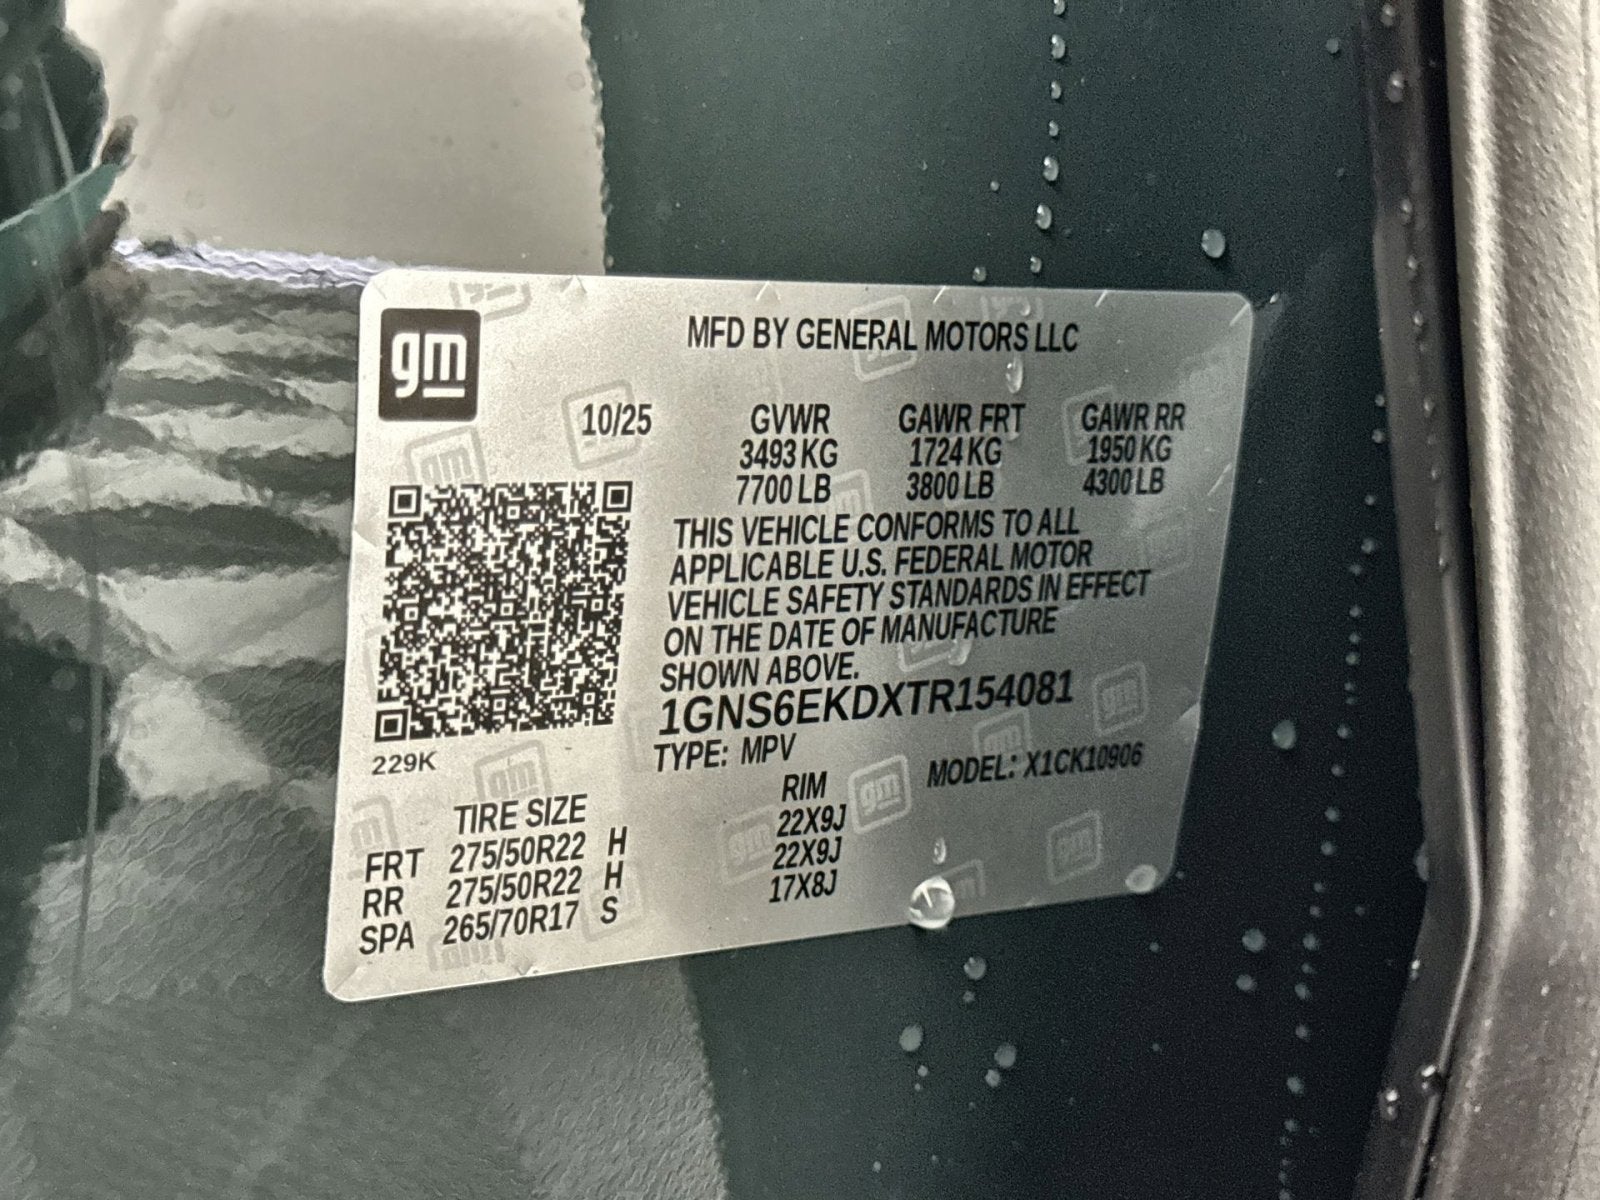 gm
MFD BY GENERAL MOTORS LLC
10/25 GVWR GAWR FRT GAWR RR
3493 KG 1724 KG 1950 KG
7700 LB 3800 LB 4300 LB
THIS VEHICLE CONFORMS TO ALL
APPLICABLE U.S. FEDERAL MOTOR
VEHICLE SAFETY STANDARDS IN EFFECT
ON THE DATE OF MANUFACTURE
SHOWN ABOVE.
1GNS6EKDXTR154081
229K
TYPE: MPV MODEL: X1CK10906
TIRE SIZE RIM
FRT 275/50R22 H 22X9J
RR 275/50R22 H 22X9J
SPA 265/70R17 S 17X8J